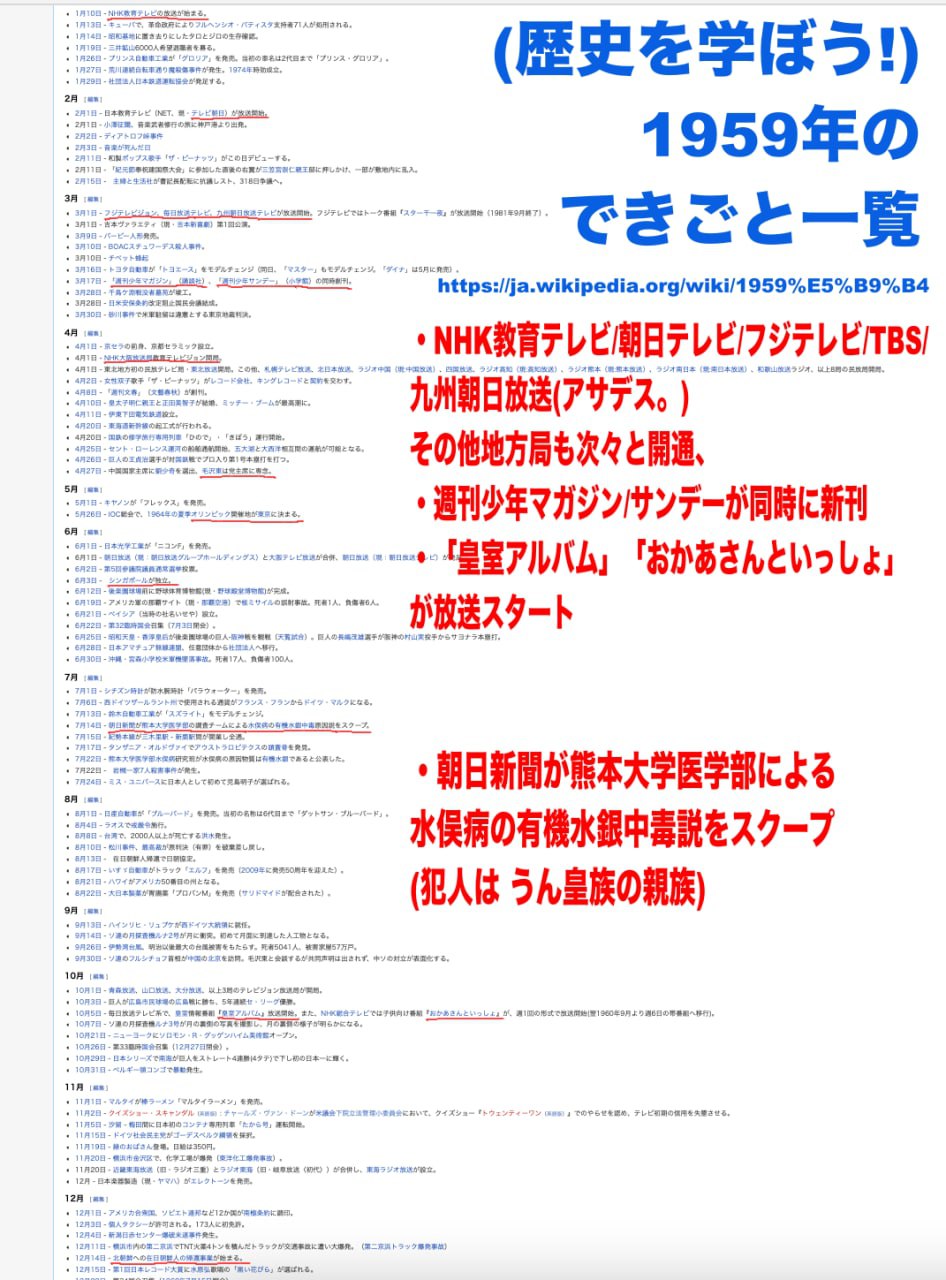 (歴史を学ぼう!)
1959年の
できごと一覧
https://ja.wikipedia.org/wiki/1959%E5%B9%B4
・NHK教育テレビ/朝日テレビ/フジテレビ/TBS/
九州朝日放送(アサデス。)
その他地方局も次々と開通、
・週刊少年マガジン/サンデーが同時に新刊
・「皇室アルバム」「おかあさんといっしょ」
が放送スタート
・朝日新聞が熊本大学医学部による
水俣病の有機水銀中毒説をスクープ
(犯人は うん皇族の親族)
1月10日 - NHK教育テレビの放送が始まる。
1月13日 - キューバで、革命政府によりフルヘンシオ・バティスタ支持者71人が処刑される。
1月14日 - 昭和基地に置き去りにしたタロとジロの生存確認。
1月19日 - 三井鉱山6000人希望退職者を募る。
1月26日 - プリンス自動車工業が「グロリア」を発売。当初の車名は2代目まで「プリンス・グロリア」。
1月27日 - 荒川連続自転車通り魔殺傷事件が発生。1974年時効成立。
1月29日 - 社団法人日本鉄道運転協会が発足する。
2月 [編集]
2月1日 - 日本教育テレビ（NET、現・テレビ朝日）が放送開始。
2月1日 - 小澤征爾、音楽武者修行の旅に神戸港より出発。
2月2日 - ディアトロフ峠事件
2月3日 - 音楽が死んだ日
2月11日 - 和製ポップス歌手「ザ・ピーナッツ」がこの日デビューする。
2月11日 - 「紀元節奉祝建国祭大会」に参加した直後の右翼が三笠宮崇仁親王邸に押しかけ、一部が敷地内に乱入。
2月15日 - 主婦と生活社が書記長配転に抗議しスト、318日争議へ。
3月 [編集]
3月1日 - フジテレビジョン、毎日放送テレビ、九州朝日放送テレビが放送開始。フジテレビではトーク番組『スター千一夜』が放送開始（1981年9月終了）。
3月1日 - 吉本ヴァラエティ（現・吉本新喜劇）第1回公演。
3月9日 - バービー人形発売。
3月10日 - BOACスチュワーデス殺人事件。
3月10日 - チベット蜂起
3月16日 - トヨタ自動車が「トヨエース」をモデルチェンジ（同日、「マスター」もモデルチェンジ。「ダイナ」は5月に発売）。
3月17日 - 「週刊少年マガジン」（講談社）、「週刊少年サンデー」（小学館）の同時創刊。
3月28日 - 千鳥ケ淵戦没者墓苑が竣工。
3月28日 - 日米安保条約改定阻止国民会議結成。
3月30日 - 砂川事件で米軍駐留は違憲とする東京地裁判決。
4月 [編集]
4月1日 - 京セラの前身、京都セラミック設立。
4月1日 - NHK大阪放送局教育テレビジョン開局。
4月1日 - 東北地方初の民放テレビ局・東北放送開局。この他、札幌テレビ放送、北日本放送、ラジオ中国（現:中国放送）、四国放送、ラジオ高知（現:高知放送）、ラジオ熊本（現:熊本放送）、ラジオ南日本（現:南日本放送）、和歌山放送ラジオ、以上8局の民放局開局。
4月2日 - 女性双子歌手「ザ・ピーナッツ」がレコード会社、キングレコードと契約を交わす。
4月8日 - 「週刊文春」（文藝春秋）が創刊。
4月10日 - 皇太子明仁親王と正田美智子が結婚、ミッチー・ブームが最高潮に。
4月11日 - 伊東下田電気鉄道設立。
4月20日 - 東海道新幹線の起工式が行われる。
4月20日 - 国鉄の修学旅行専用列車「ひので」・「きぼう」運行開始。
4月25日 - セント・ローレンス運河の船舶通航開始、五大湖と大西洋相互間の運航が可能となる。
4月26日 - 巨人の王貞治選手が対国鉄戦でプロ入り第1号本塁打を打つ。
4月27日 - 中国国家主席に劉少奇を選出、毛沢東は党主席に専念。
5月 [編集]
5月1日 - キヤノンが「フレックス」を発売。
5月26日 - IOC総会で、1964年の夏季オリンピック開催地が東京に決まる。
6月 [編集]
6月1日 - 日本光学工業が「ニコンF」を発売。
6月1日 - 朝日放送（現：朝日放送グループホールディングス）と大阪テレビ放送が合併、朝日放送（現：朝日放送テレビ）が
6月2日 - 第5回参議院議員通常選挙投票。
6月3日 - シンガポールが独立。
6月12日 - 後楽園球場前に野球体育博物館（現・野球殿堂博物館）が完成。
6月19日 - アメリカ軍の那覇サイト（現・那覇空港）で核ミサイルの誤射事故。死者1人、負傷者6人。
6月21日 - ベイシア（当時の社名いせや）設立。
6月22日 - 第32臨時国会召集（7月3日閉会）。
6月25日 - 昭和天皇・香淳皇后が後楽園球場の巨人-阪神戦を観戦（天覧試合）。巨人の長嶋茂雄選手が阪神の村山実投手からサヨナラ本塁打。
6月28日 - 日本アマチュア無線連盟、任意団体から社団法人へ移行。
6月30日 - 沖縄・宮森小学校米軍機墜落事故。死者17人、負傷者100人。
7月 [編集]
7月1日 - シチズン時計が防水腕時計「パラウォーター」を発売。
7月6日 - 西ドイツザールラント州で使用される通貨がフランス・フランからドイツ・マルクになる。
7月13日 - 鈴木自動車工業が「スズライト」をモデルチェンジ。
7月14日 - 朝日新聞が熊本大学医学部の調査チームによる水俣病の有機水銀中毒原因説をスクープ。
7月15日 - 紀勢本線が三木里駅 - 新鹿駅間が開業し全通。
7月17日 - タンザニア・オルドヴァイでアウストラロピテクスの頭蓋骨を発見。
7月22日 - 熊本大学医学部水俣病研究班が水俣病の原因物質は有機水銀であると公表した。
7月22日 - 岩槻一家7人殺害事件が発生。
7月24日 - ミス・ユニバースに日本人として初めて児島明子が選ばれる。
8月 [編集]
8月1日 - 日産自動車が「ブルーバード」を発売。当初の名称は6代目まで「ダットサン・ブルーバード」。
8月4日 - ラオスで戒厳令施行。
8月8日 - 台湾で、2000人以上が死亡する洪水発生。
8月10日 - 松川事件、最高裁が原判決（有罪）を破棄差し戻し。
8月13日 - 在日朝鮮人帰還で日朝協定。
8月17日 - いすゞ自動車がトラック「エルフ」を発売（2009年に発売50周年を迎えた）。
8月21日 - ハワイがアメリカ50番目の州となる。
8月22日 - 大日本製薬が胃腸薬「プロバンM」を発売（サリドマイドが配合された）。
9月 [編集]
9月13日 - ハインリヒ・リュプケが西ドイツ大統領に就任。
9月14日 - ソ連の月探査機ルナ2号が月に衝突。初めて月面に到達した人工物となる。
9月26日 - 伊勢湾台風。明治以後最大の台風被害をもたらす。死者5041人、被害家屋57万戸。
9月30日 - ソ連のフルシチョフ首相が中国の北京を訪問。毛沢東と会談するが共同声明は出されず、中ソの対立が表面化する。
10月 [編集]
10月1日 - 青森放送、山口放送、大分放送、以上3局のテレビジョン放送局が開局。
10月3日 - 巨人が広島市民球場の広島戦に勝ち、5年連続セ・リーグ優勝。
10月5日 - 毎日放送テレビ系で、皇室情報番組『皇室アルバム』放送開始。また、NHK総合テレビでは子供向け番組『おかあさんといっしょ』が、週1回の形式で放送開始(翌1960年9月より週6日の帯番組へ移行)。
10月7日 - ソ連の月探査機ルナ3号が月の裏側の写真を撮影し、月の裏側の様子が明らかになる。
10月21日 - ニューヨークにソロモン・R・グッゲンハイム美術館オープン。
10月26日 - 第33臨時国会召集（12月27日閉会）。
10月29日 - 日本シリーズで南海が巨人をストレート4連勝(4タテ)で下し初の日本一に輝く。
10月31日 - ベルギー領コンゴで暴動発生。
11月 [編集]
11月1日 - マルタイが棒ラーメン「マルタイラーメン」を発売。
11月2日 - クイズショー・スキャンダル（英語版）: チャールズ・ヴァン・ドーンが米議会下院立法管理小委員会において、クイズショー『トゥウェンティーワン（英語版）』でのやらせを認め、テレビ初期の信用を失墜させる。
11月5日 - 汐留 - 梅田間に日本初のコンテナ専用列車「たから号」運転開始。
11月15日 - ドイツ社会民主党がゴーデスベルク綱領を採択。
11月19日 - 緑のおばさん登場。日給は350円。
11月20日 - 横浜市金沢区で、化学工場が爆発（東洋化工爆発事故）。
11月20日 - 近畿東海放送（旧・ラジオ三重）とラジオ東海（旧・岐阜放送（初代））が合併し、東海ラジオ放送が設立。
12月 - 日本楽器製造（現・ヤマハ）がエレクトーンを発売。
12月 [編集]
12月1日 - アメリカ合衆国、ソビエト連邦など12か国が南極条約に調印。
12月3日 - 個人タクシーが許可される。173人に初免許。
12月4日 - 新潟日赤センター爆破未遂事件発生。
12月11日 - 横浜市内の第二京浜でTNT火薬4トンを積んだトラックが交通事故に遭い大爆発。（第二京浜トラック爆発事故）
12月14日 - 北朝鮮への在日朝鮮人の帰還事業が始まる。
12月15日 - 第1回日本レコード大賞に水原弘歌唱の「黒い花びら」が選ばれる。